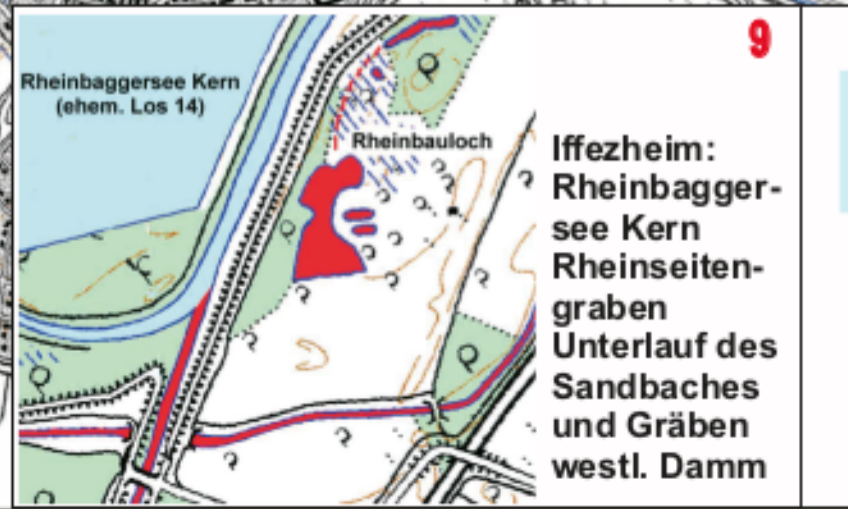 Rheinbaggersee Kern
(ehem. Los 14)
Rheinbauloch
9
Iffezheim:
Rheinbagger-
see Kern
Rheinseiten-
graben
Unterlauf des
Sandbaches
und Gräben
westl. Damm